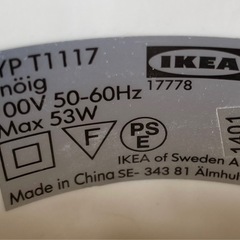 YP T1117
IKEA
nöig
17778
00V 50-60Hz
Max 53W
F
PS
E
IKEA of Sweden A
Made in China SE- 343 81 Älmhul
1101